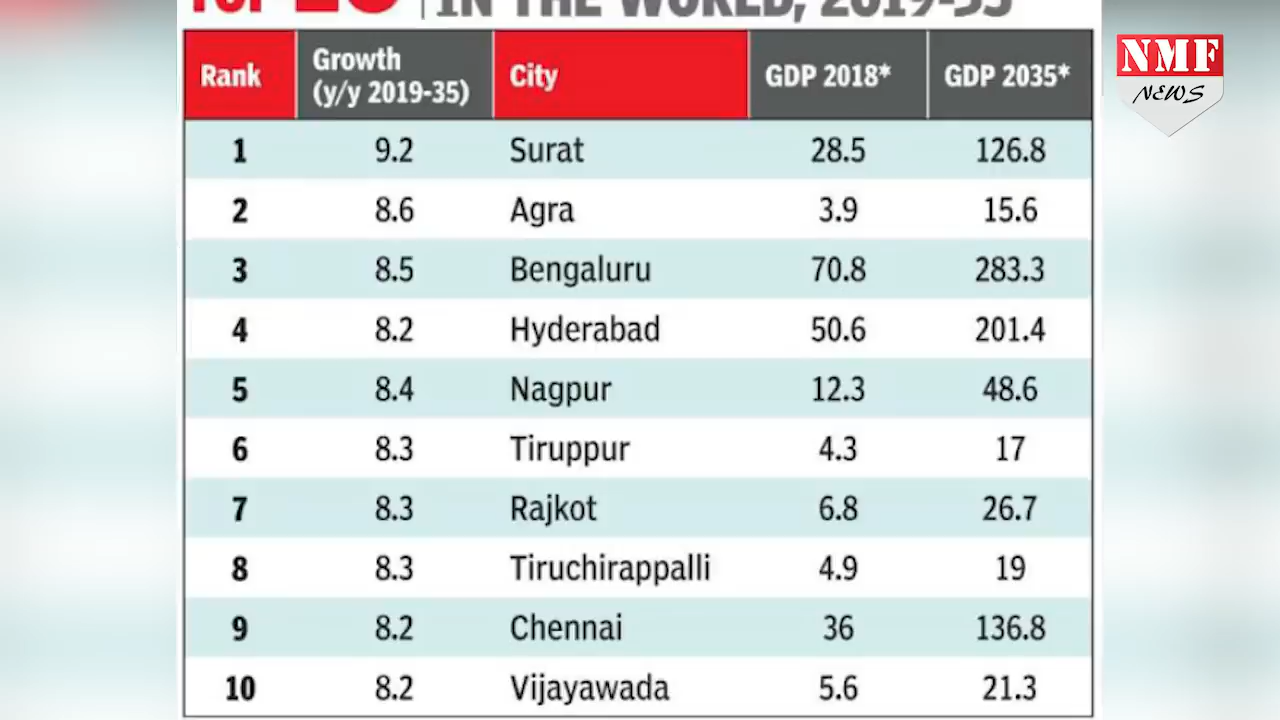 TOP 10 IN THE WORLD, 2019-35
NMF
NEWS
Rank Growth (y/y 2019-35) City GDP 2018* GDP 2035*
1 9.2 Surat 28.5 126.8
2 8.6 Agra 3.9 15.6
3 8.5 Bengaluru 70.8 283.3
4 8.2 Hyderabad 50.6 201.4
5 8.4 Nagpur 12.3 48.6
6 8.3 Tiruppur 4.3 17
7 8.3 Rajkot 6.8 26.7
8 8.3 Tiruchirappalli 4.9 19
9 8.2 Chennai 36 136.8
10 8.2 Vijayawada 5.6 21.3